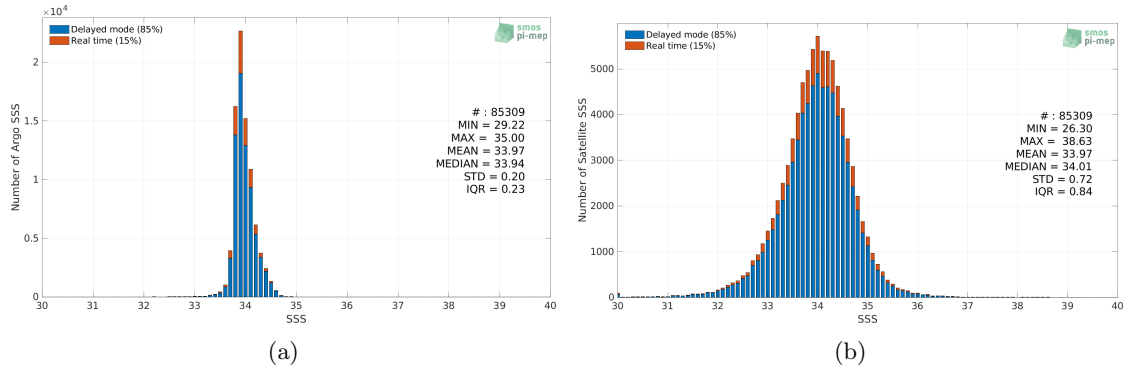 ×10⁴
Delayed mode (85%)
Real time (15%)
smos
pi-mep
2
1.5
1
0.5
0
Number of Argo SSS
# : 85309
MIN = 29.22
MAX = 35.00
MEAN = 33.97
MEDIAN = 33.94
STD = 0.20
IQR = 0.23
30 31 32 33 34 35 36 37 38 39 40
SSS
(a)
Delayed mode (85%)
Real time (15%)
smos
pi-mep
5000
4000
3000
2000
1000
0
Number of Satellite SSS
# : 85309
MIN = 26.30
MAX = 38.63
MEAN = 33.97
MEDIAN = 34.01
STD = 0.72
IQR = 0.84
30 31 32 33 34 35 36 37 38 39 40
SSS
(b)